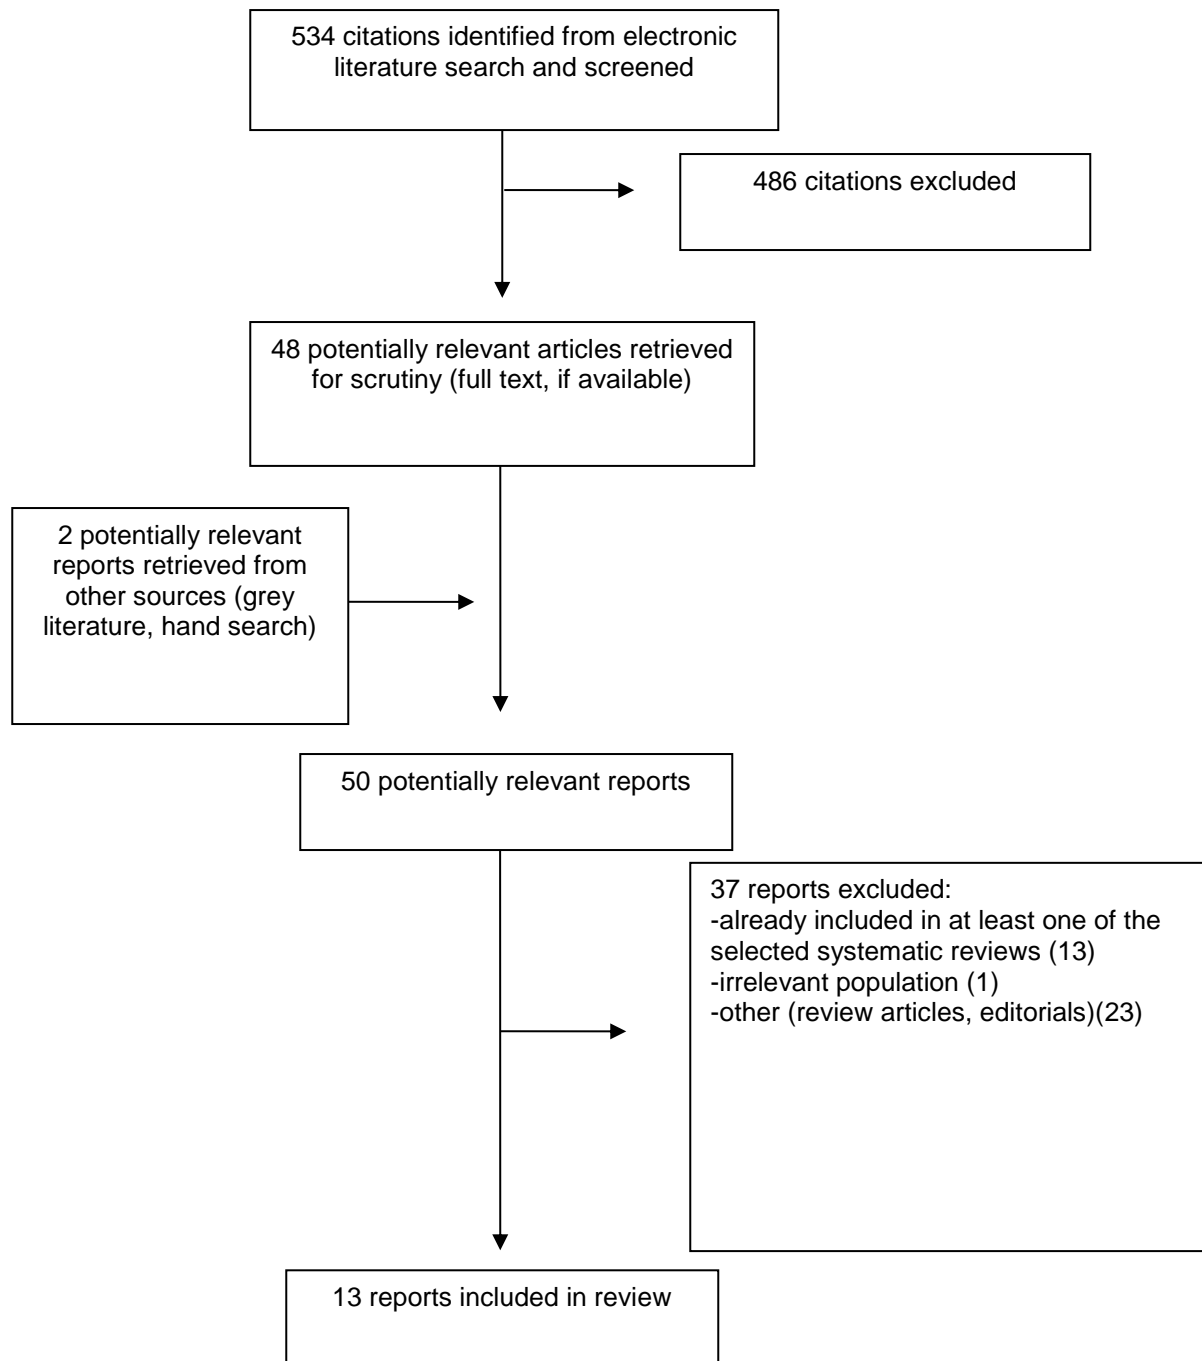 534 citations identified from electronic
literature search and screened
486 citations excluded
48 potentially relevant articles retrieved
for scrutiny (full text, if available)
2 potentially relevant
reports retrieved from
other sources (grey
literature, hand search)
50 potentially relevant reports
37 reports excluded:
-already included in at least one of the
selected systematic reviews (13)
-irrelevant population (1)
-other (review articles, editorials)(23)
13 reports included in review